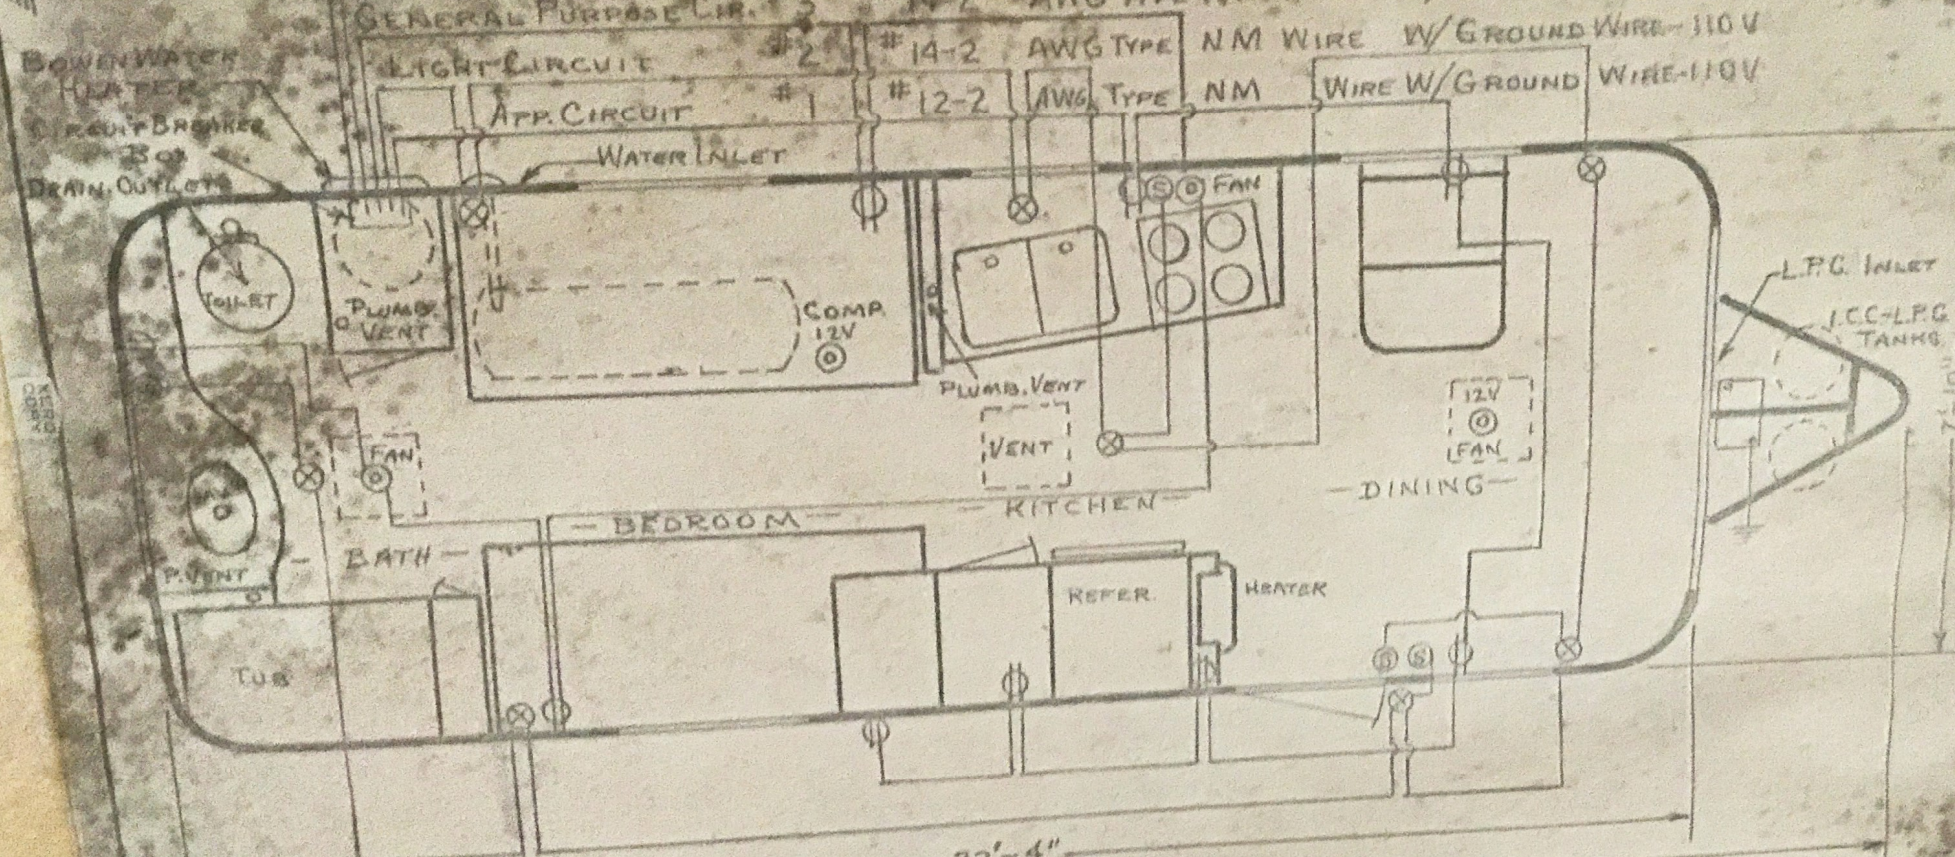 GENERAL PURPOSE CIR. 3
LIGHT CIRCUIT #2 #14-2 AWG TYPE NM WIRE W/GROUND WIRE-110V
APP. CIRCUIT #1 #12-2 AWG TYPE NM WIRE W/GROUND WIRE-110V
BOWEN WATER
HEATER
CIRCUIT BREAKER
BOX
DRAIN OUTLET
WATER INLET
FAN
TOILET
PLUMB.
VENT
COMP.
12V
PLUMB. VENT
L.P.G. INLET
I.C.C.-L.P.G.
TANKS
12V
FAN
VENT
FAN
DINING
KITCHEN
BEDROOM
BATH
P. VENT
REFER.
HEATER
TUB
S
S